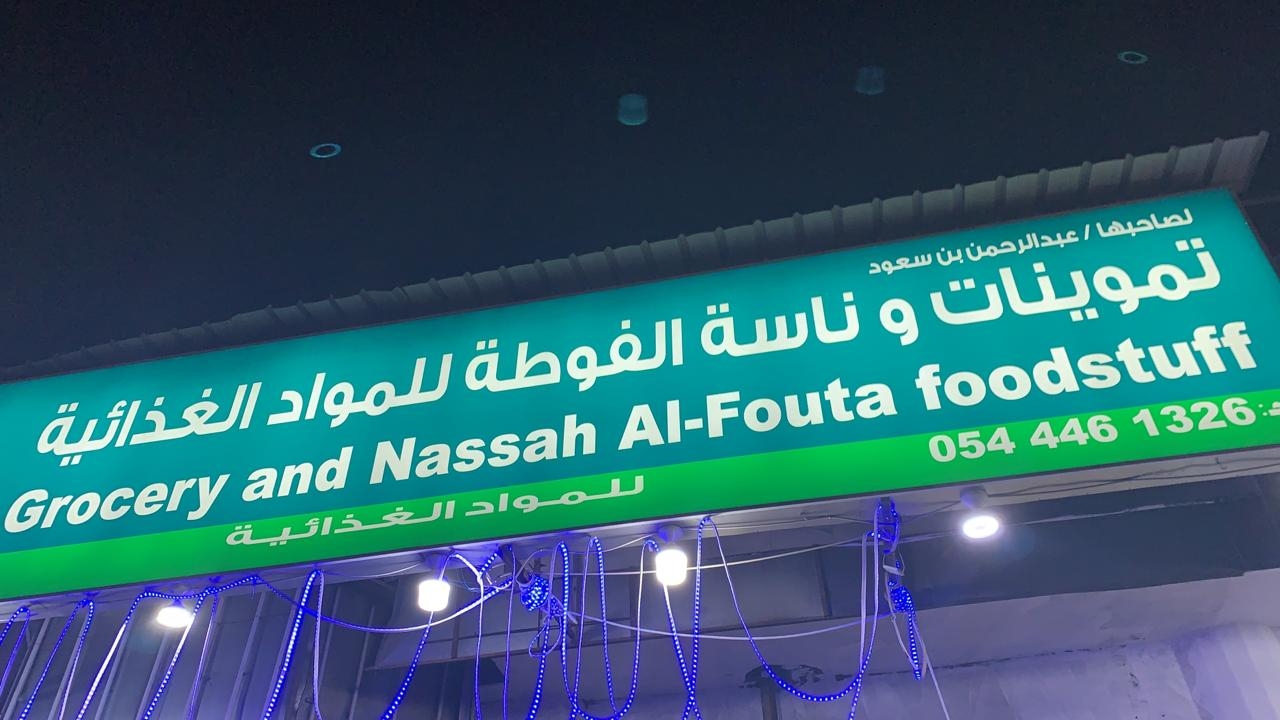 لصاحبها / عبدالرحمن بن سعود
تموينات و ناسة الفوطة للمواد الغذائية
Grocery and Nassah Al-Fouta foodstuff
054 446 1326
للمواد الغذائية